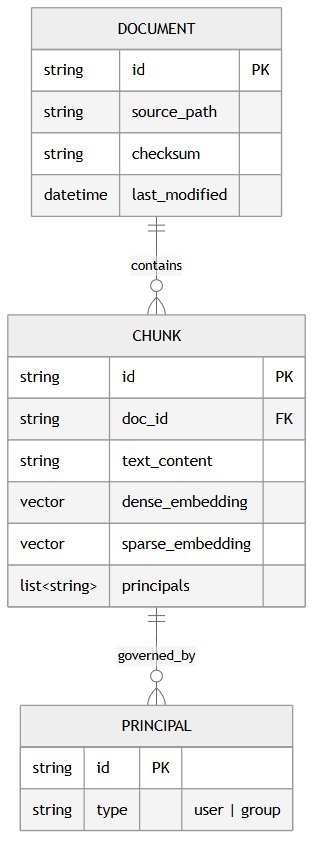 DOCUMENT
string id PK
string source_path
string checksum
datetime last_modified
contains
CHUNK
string id PK
string doc_id FK
string text_content
vector dense_embedding
vector sparse_embedding
list<string> principals
governed_by
PRINCIPAL
string id PK
string type user | group